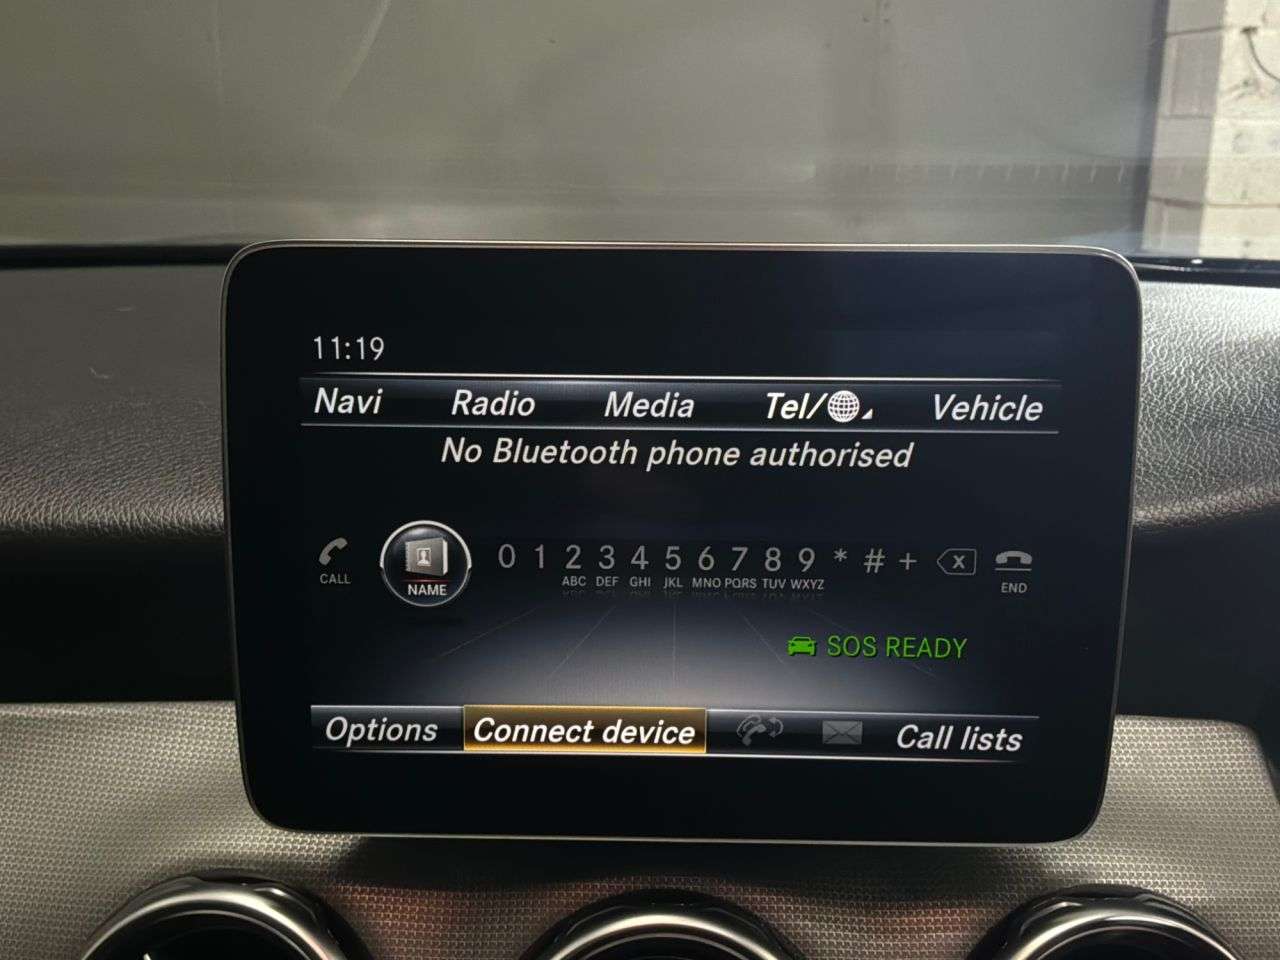 11:19
Navi Radio Media Tel/ Vehicle
No Bluetooth phone authorised
CALL NAME 0 1 2 3 4 5 6 7 8 9 * # + X END
ABC DEF GHI JKL MNO PQRS TUV WXYZ
SOS READY
Options Connect device Call lists